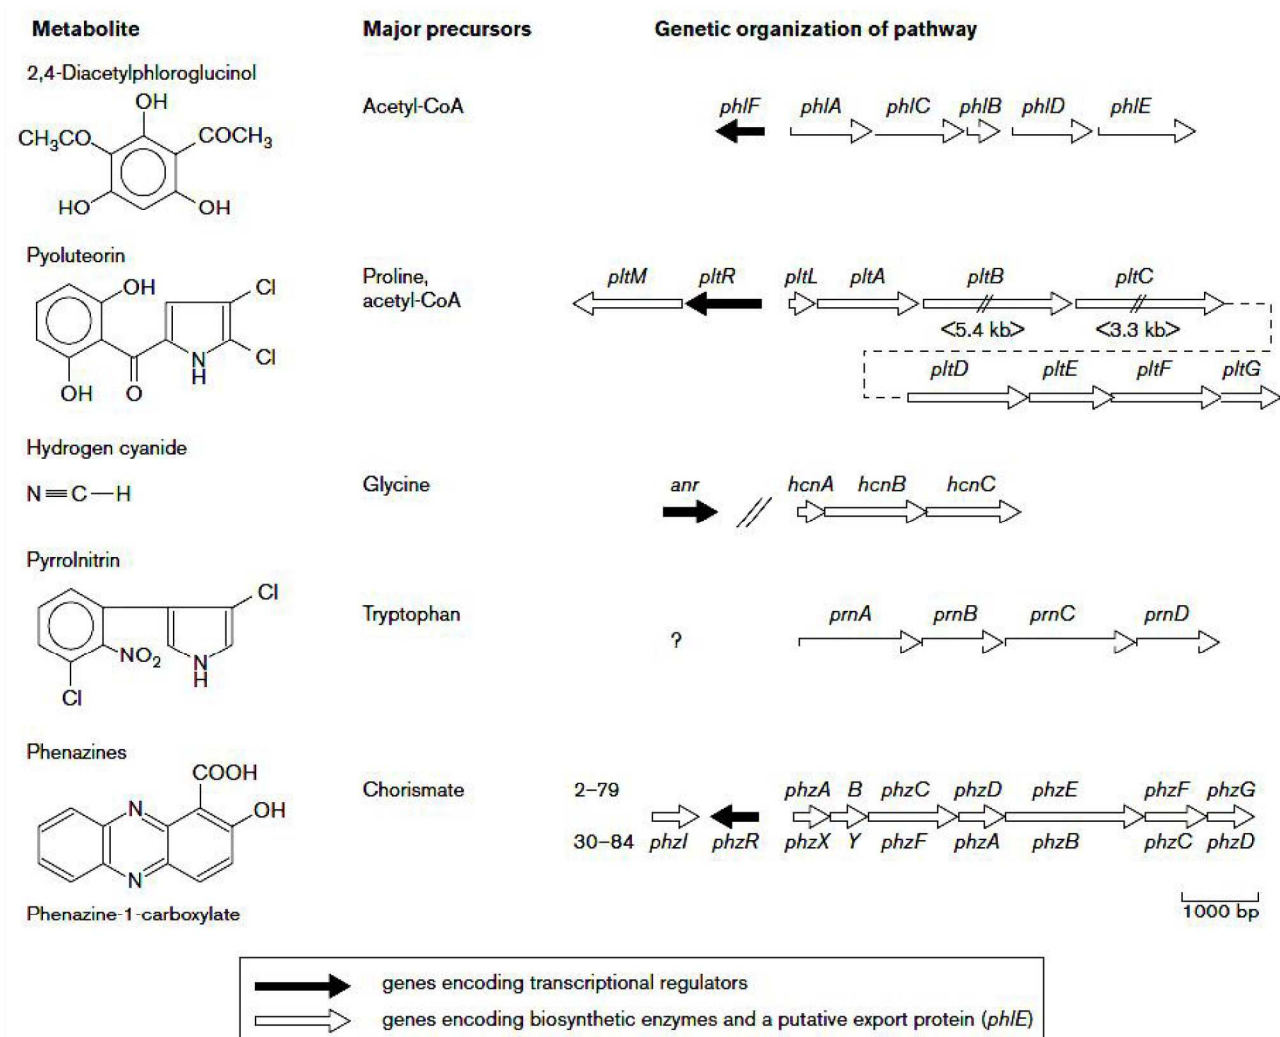 Metabolite Major precursors Genetic organization of pathway
2,4-Diacetylphloroglucinol
Acetyl-CoA
phlF phlA phlC phlB phlD phlE
OH
CH₃CO COCH₃
HO OH
Pyoluteorin
Proline,
acetyl-CoA
pltM pltR pltL pltA pltB pltC
<5.4 kb> <3.3 kb>
pltD pltE pltF pltG
OH Cl
Cl
N
H
OH O
Hydrogen cyanide
N≡C—H
Glycine
anr // hcnA hcnB hcnC
Pyrrolnitrin
Tryptophan
? prnA prnB prnC prnD
Cl
NO₂ N
H
Cl
Phenazines
Chorismate
2–79 phzA B phzC phzD phzE phzF phzG
30–84 phzI phzR phzX Y phzF phzA phzB phzC phzD
COOH
N OH
N
Phenazine-1-carboxylate
1000 bp
genes encoding transcriptional regulators
genes encoding biosynthetic enzymes and a putative export protein (phlE)